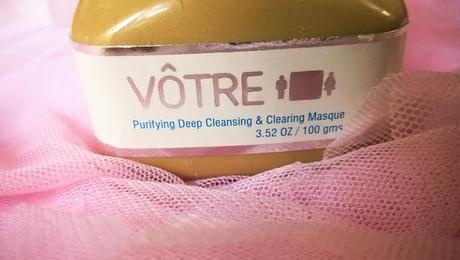 VÔTRE
Purifying Deep Cleansing & Clearing Masque
3.52 OZ / 100 gms